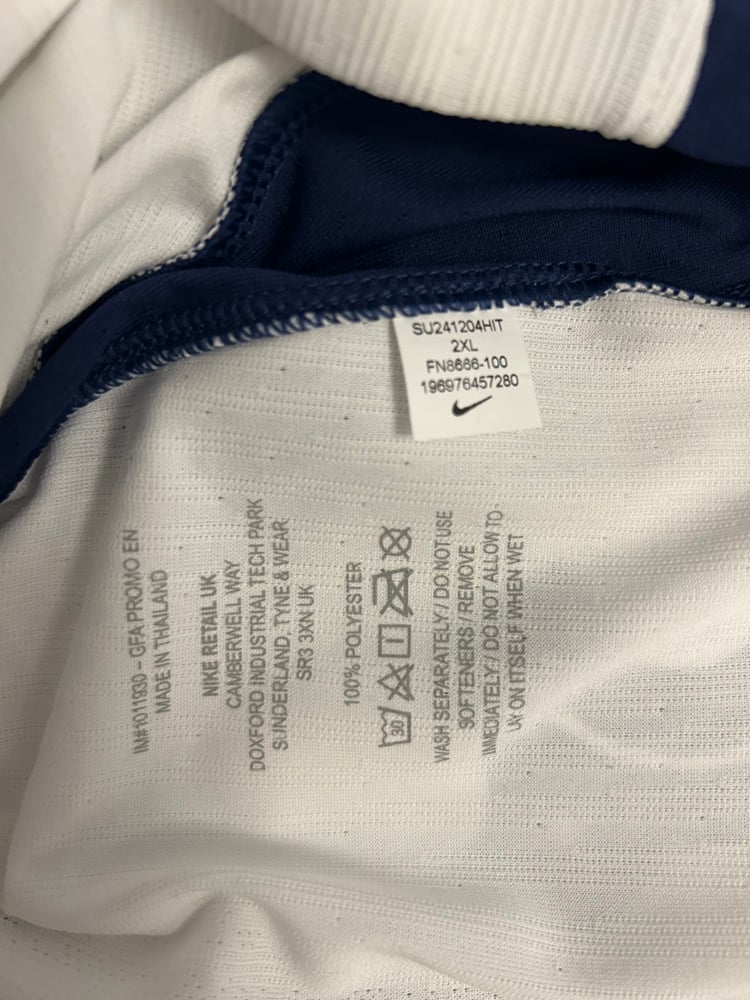 SU241204HIT
2XL
FN8666-100
196976457280
IM#1011930 – GFA PROMO EN
MADE IN THAILAND
NIKE RETAIL UK
CAMBERWELL WAY
DOXFORD INDUSTRIAL TECH PARK
SUNDERLAND, TYNE & WEAR,
SR3 3XN UK
100% POLYESTER
30
WASH SEPARATELY / DO NOT USE
SOFTENERS / REMOVE
IMMEDIATELY / DO NOT ALLOW TO
LAY ON ITSELF WHEN WET